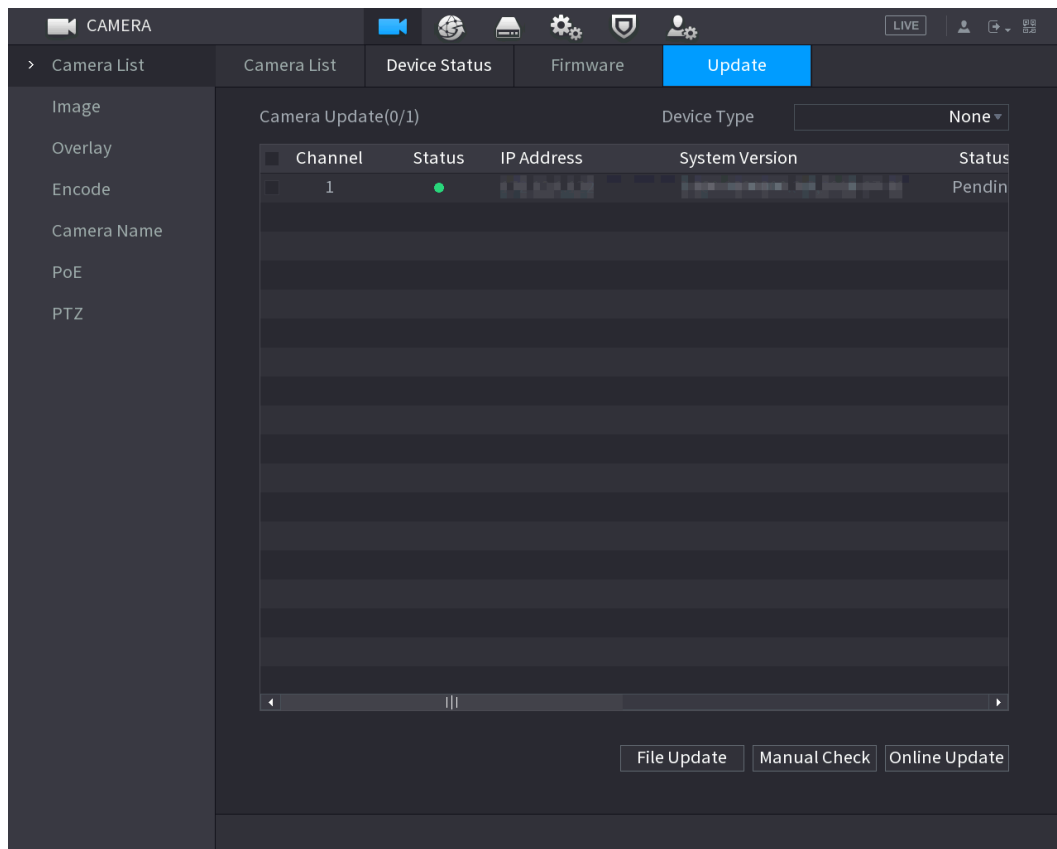 CAMERA LIVE
Camera List Camera List Device Status Firmware Update
Image
Camera Update(0/1) Device Type None
Overlay
Channel Status IP Address System Version Status
1 Pendin
Encode
Camera Name
PoE
PTZ
File Update Manual Check Online Update